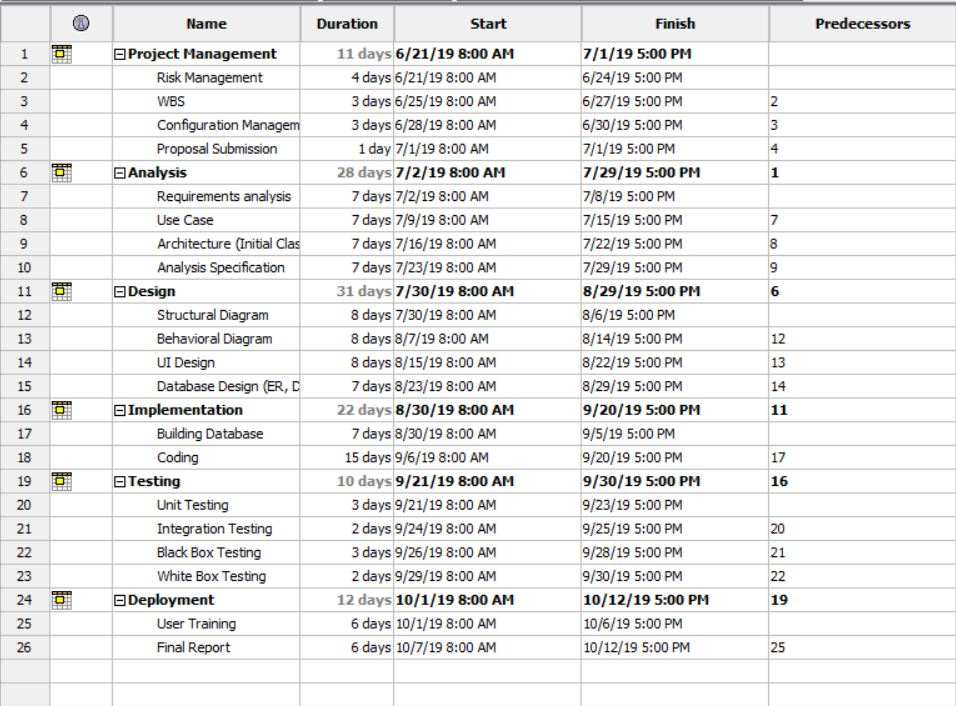 Name Duration Start Finish Predecessors
1 Project Management 11 days 6/21/19 8:00 AM 7/1/19 5:00 PM
2 Risk Management 4 days 6/21/19 8:00 AM 6/24/19 5:00 PM
3 WBS 3 days 6/25/19 8:00 AM 6/27/19 5:00 PM 2
4 Configuration Managem 3 days 6/28/19 8:00 AM 6/30/19 5:00 PM 3
5 Proposal Submission 1 day 7/1/19 8:00 AM 7/1/19 5:00 PM 4
6 Analysis 28 days 7/2/19 8:00 AM 7/29/19 5:00 PM 1
7 Requirements analysis 7 days 7/2/19 8:00 AM 7/8/19 5:00 PM
8 Use Case 7 days 7/9/19 8:00 AM 7/15/19 5:00 PM 7
9 Architecture (Initial Clas 7 days 7/16/19 8:00 AM 7/22/19 5:00 PM 8
10 Analysis Specification 7 days 7/23/19 8:00 AM 7/29/19 5:00 PM 9
11 Design 31 days 7/30/19 8:00 AM 8/29/19 5:00 PM 6
12 Structural Diagram 8 days 7/30/19 8:00 AM 8/6/19 5:00 PM
13 Behavioral Diagram 8 days 8/7/19 8:00 AM 8/14/19 5:00 PM 12
14 UI Design 8 days 8/15/19 8:00 AM 8/22/19 5:00 PM 13
15 Database Design (ER, D 7 days 8/23/19 8:00 AM 8/29/19 5:00 PM 14
16 Implementation 22 days 8/30/19 8:00 AM 9/20/19 5:00 PM 11
17 Building Database 7 days 8/30/19 8:00 AM 9/5/19 5:00 PM
18 Coding 15 days 9/6/19 8:00 AM 9/20/19 5:00 PM 17
19 Testing 10 days 9/21/19 8:00 AM 9/30/19 5:00 PM 16
20 Unit Testing 3 days 9/21/19 8:00 AM 9/23/19 5:00 PM
21 Integration Testing 2 days 9/24/19 8:00 AM 9/25/19 5:00 PM 20
22 Black Box Testing 3 days 9/26/19 8:00 AM 9/28/19 5:00 PM 21
23 White Box Testing 2 days 9/29/19 8:00 AM 9/30/19 5:00 PM 22
24 Deployment 12 days 10/1/19 8:00 AM 10/12/19 5:00 PM 19
25 User Training 6 days 10/1/19 8:00 AM 10/6/19 5:00 PM
26 Final Report 6 days 10/7/19 8:00 AM 10/12/19 5:00 PM 25